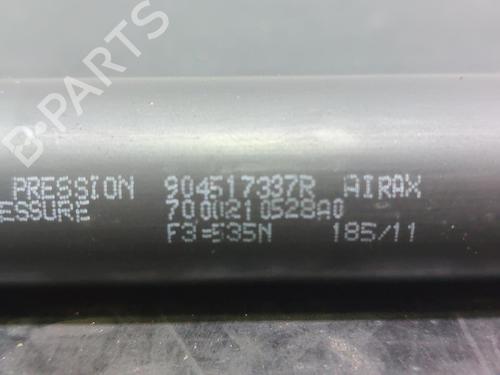 B-PARTS
PRESSION 904517337R AIRAX
ESSURE 7000210528A0
F3=535N 185/11